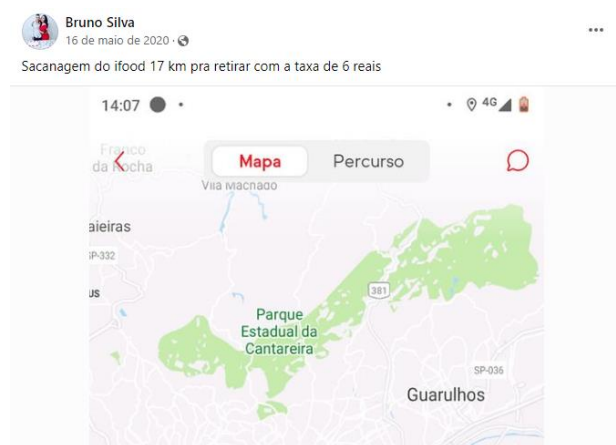 Bruno Silva
16 de maio de 2020 ·
Sacanagem do ifood 17 km pra retirar com a taxa de 6 reais
14:07
4G
Franco
da Rocha
Mapa
Percurso
Vila Machado
aieiras
SP-332
us
381
Parque
Estadual da
Cantareira
SP-036
Guarulhos